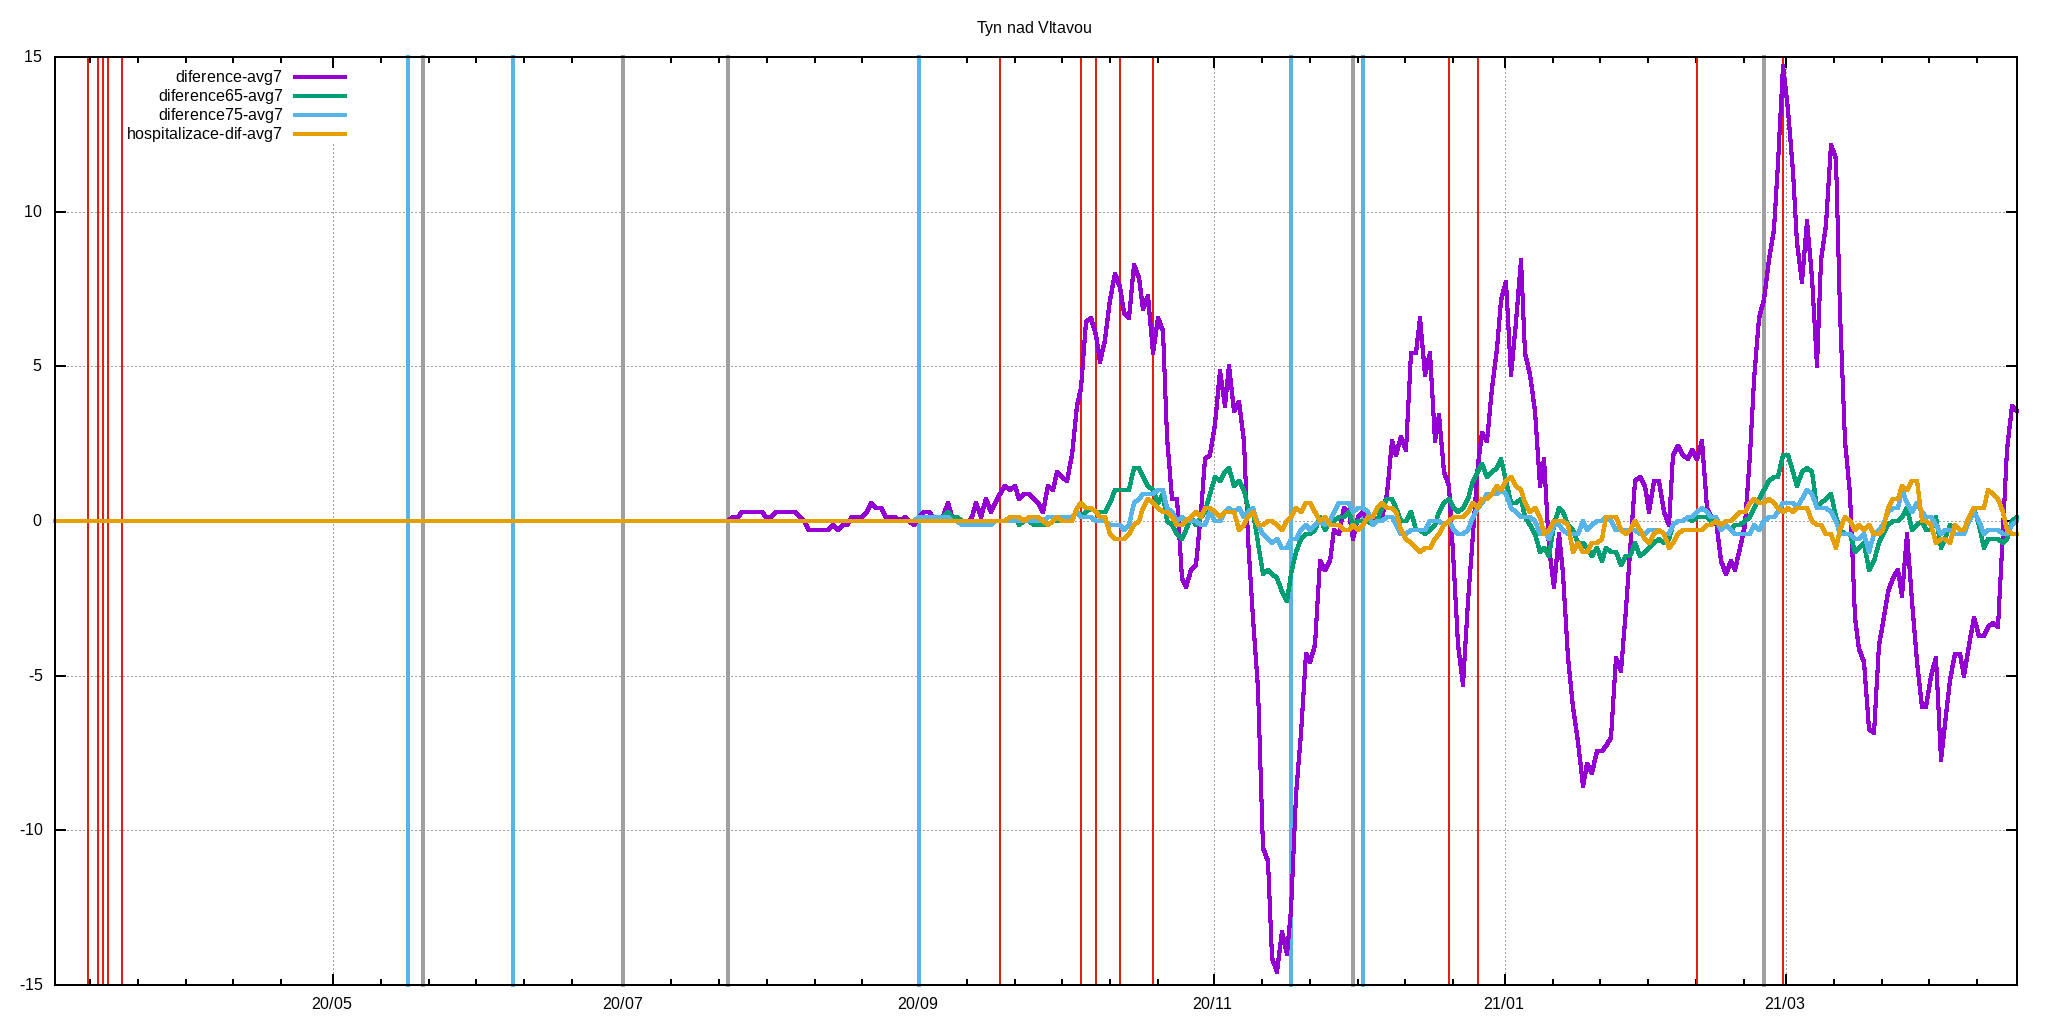 Tyn nad Vltavou
15
10
5
0
-5
-10
-15
diference-avg7
diference65-avg7
diference75-avg7
hospitalizace-dif-avg7
20/05
20/07
20/09
20/11
21/01
21/03